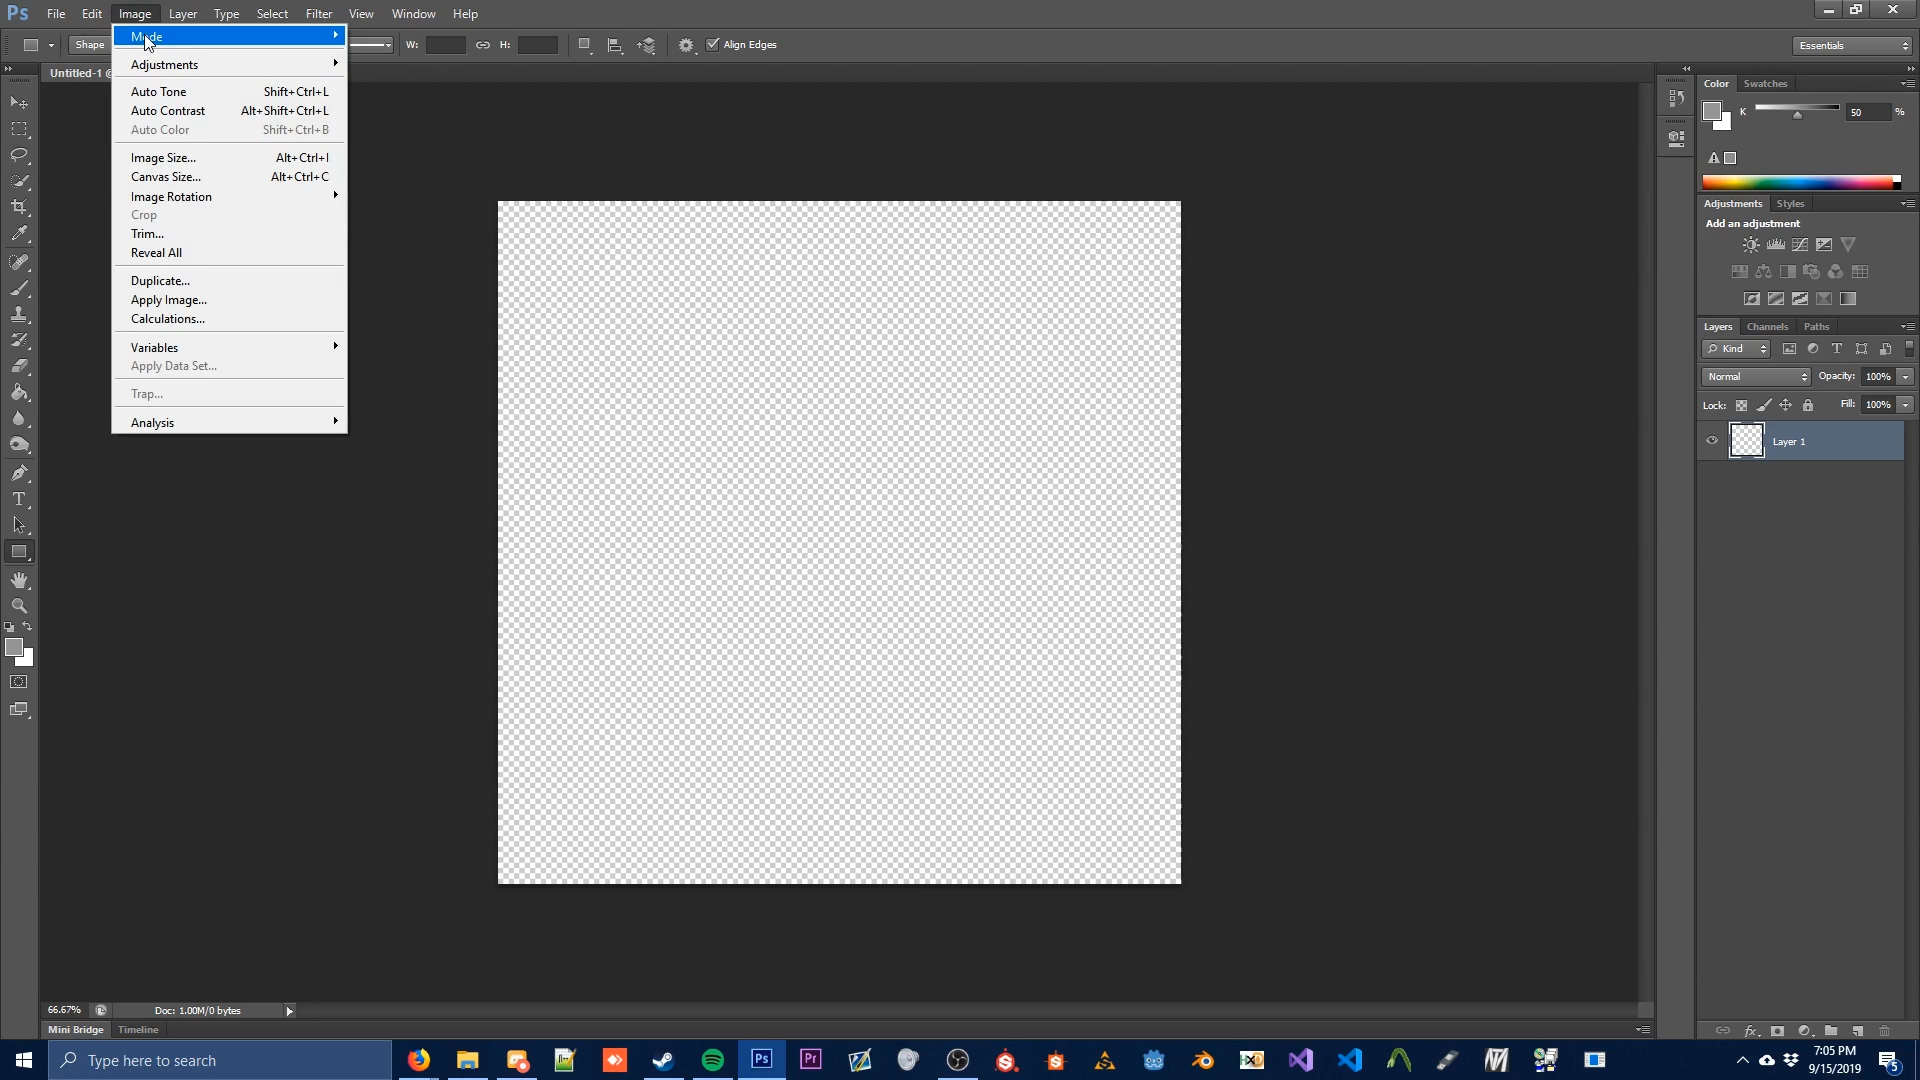 Ps File Edit Image Layer Type Select Filter View Window Help
Shape W: H: Align Edges Essentials
Untitled-1 @
Mode
Adjustments
Auto Tone Shift+Ctrl+L
Auto Contrast Alt+Shift+Ctrl+L
Auto Color Shift+Ctrl+B
Image Size... Alt+Ctrl+I
Canvas Size... Alt+Ctrl+C
Image Rotation
Crop
Trim...
Reveal All
Duplicate...
Apply Image...
Calculations...
Variables
Apply Data Set...
Trap...
Analysis
Color Swatches
K 50 %
Adjustments Styles
Add an adjustment
Layers Channels Paths
Kind
Normal Opacity: 100%
Lock: Fill: 100%
Layer 1
66.67% Doc: 1.00M/0 bytes
Mini Bridge Timeline
Type here to search
Ps Pr
7:05 PM
9/15/2019
5